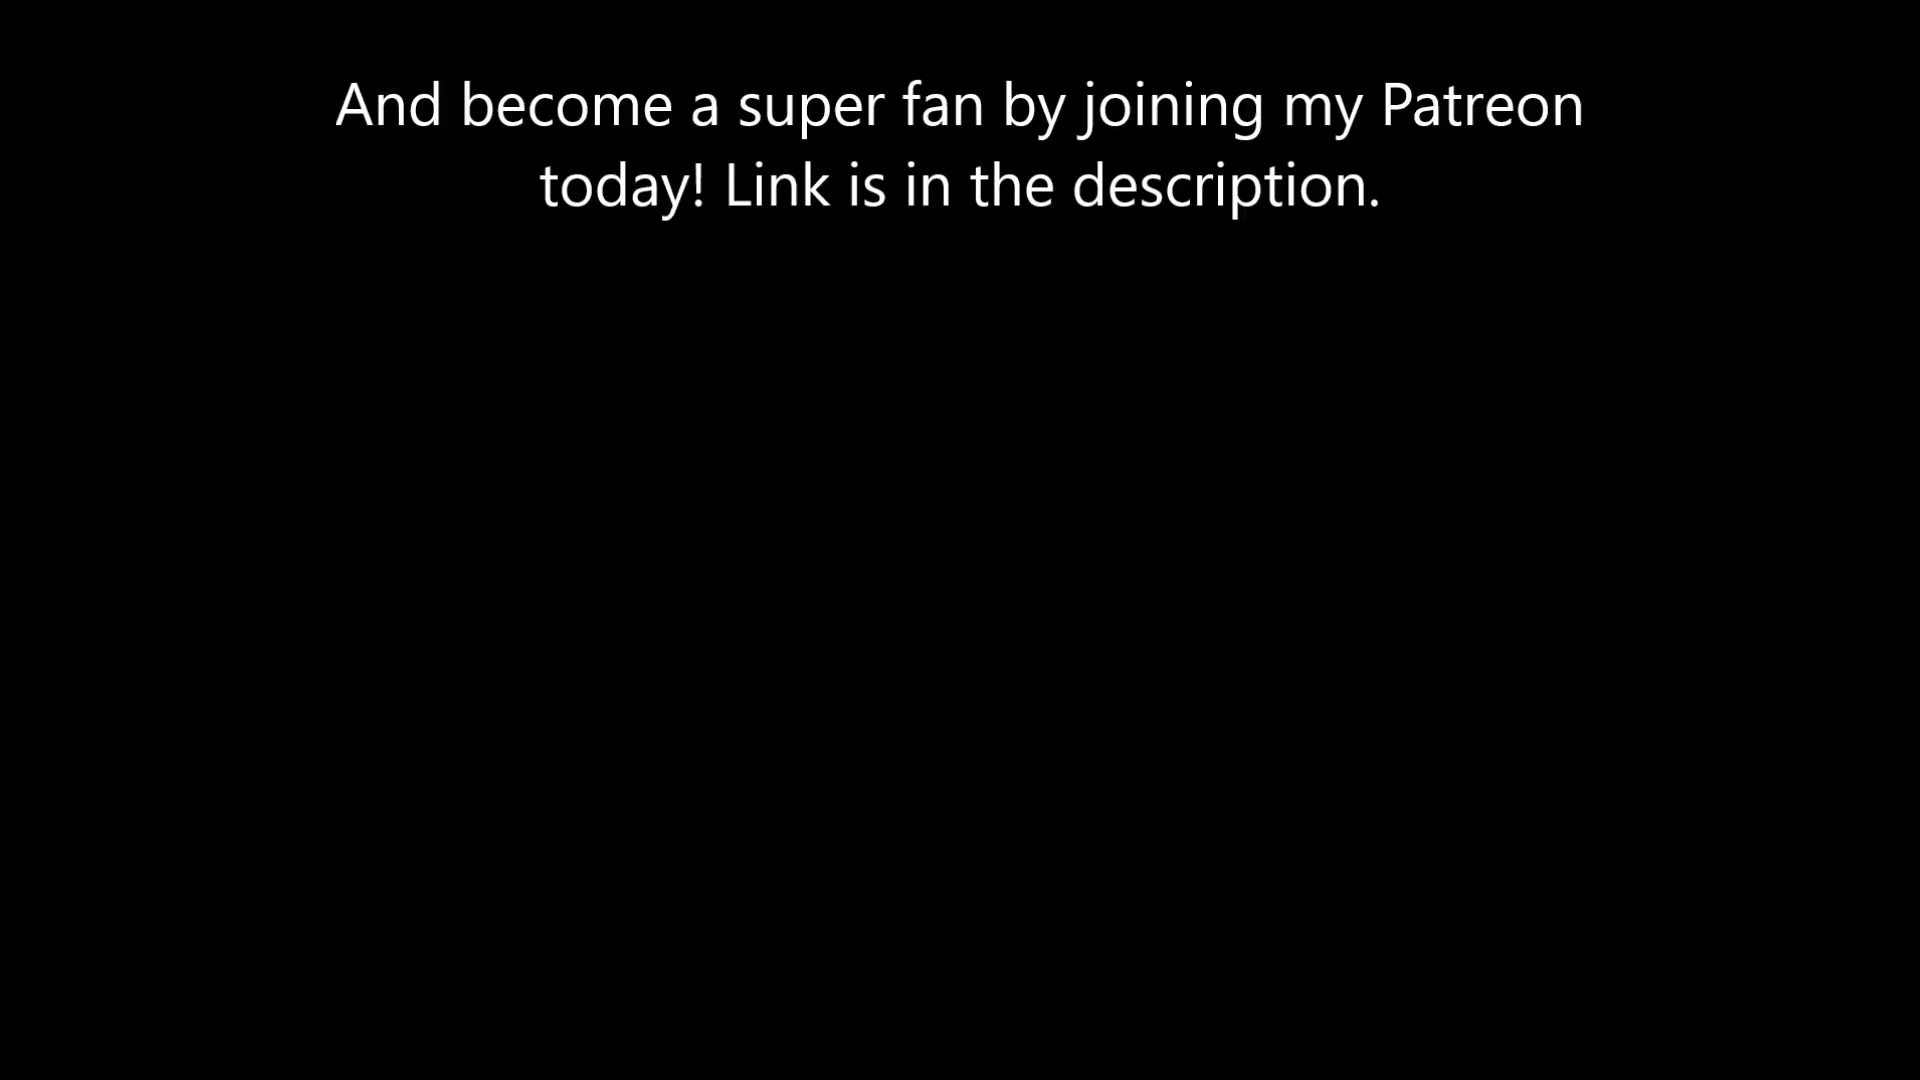 And become a super fan by joining my Patreon
today! Link is in the description.